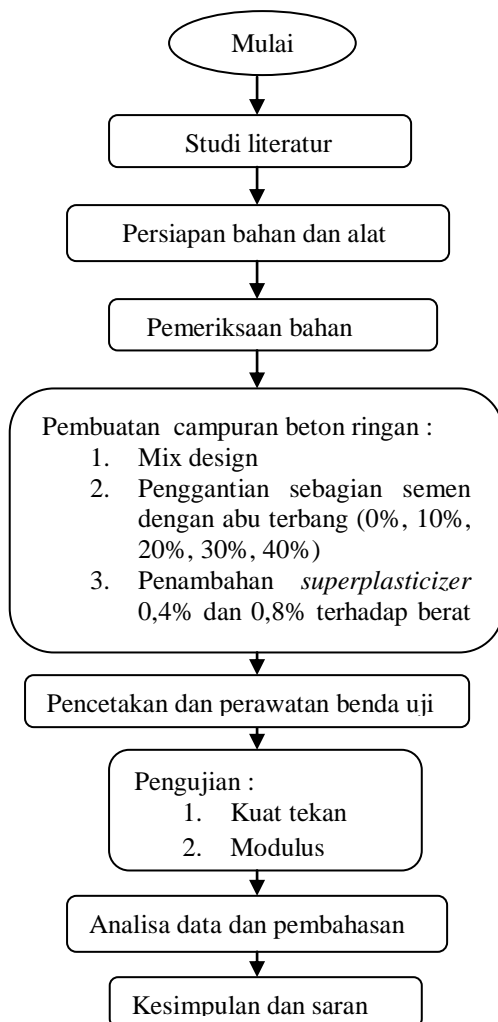 Mulai
Studi literatur
Persiapan bahan dan alat
Pemeriksaan bahan
Pembuatan campuran beton ringan :
1. Mix design
2. Penggantian sebagian semen
dengan abu terbang (0%, 10%,
20%, 30%, 40%)
3. Penambahan superplasticizer
0,4% dan 0,8% terhadap berat
Pencetakan dan perawatan benda uji
Pengujian :
1. Kuat tekan
2. Modulus
Analisa data dan pembahasan
Kesimpulan dan saran